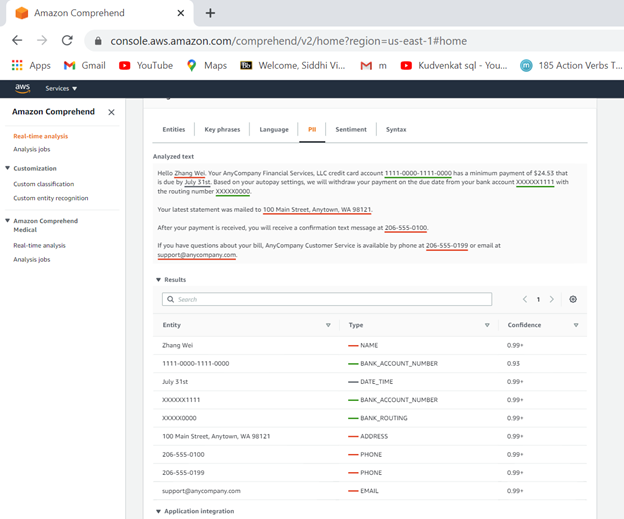 Amazon Comprehend
console.aws.amazon.com/comprehend/v2/home?region=us-east-1#home
Apps Gmail YouTube Maps Welcome, Siddhi Vi... m Kudvenkat sql - You... 185 Action Verbs T...
aws Services
Amazon Comprehend
Real-time analysis
Analysis jobs
Customization
Custom classification
Custom entity recognition
Amazon Comprehend
Medical
Real-time analysis
Analysis jobs
Entities Key phrases Language PII Sentiment Syntax
Analyzed text
Hello Zhang Wei. Your AnyCompany Financial Services, LLC credit card account 1111-0000-1111-0000 has a minimum payment of $24.53 that
is due by July 31st. Based on your autopay settings, we will withdraw your payment on the due date from your bank account XXXXXX1111 with
the routing number XXXXX0000.
Your latest statement was mailed to 100 Main Street, Anytown, WA 98121.
After your payment is received, you will receive a confirmation text message at 206-555-0100.
If you have questions about your bill, AnyCompany Customer Service is available by phone at 206-555-0199 or email at
support@anycompany.com.
Results
Search 1
Entity Type Confidence
Zhang Wei NAME 0.99+
1111-0000-1111-0000 BANK_ACCOUNT_NUMBER 0.93
July 31st DATE_TIME 0.99+
XXXXXX1111 BANK_ACCOUNT_NUMBER 0.99+
XXXXX0000 BANK_ROUTING 0.99+
100 Main Street, Anytown, WA 98121 ADDRESS 0.99+
206-555-0100 PHONE 0.99+
206-555-0199 PHONE 0.99+
support@anycompany.com EMAIL 0.99+
Application integration